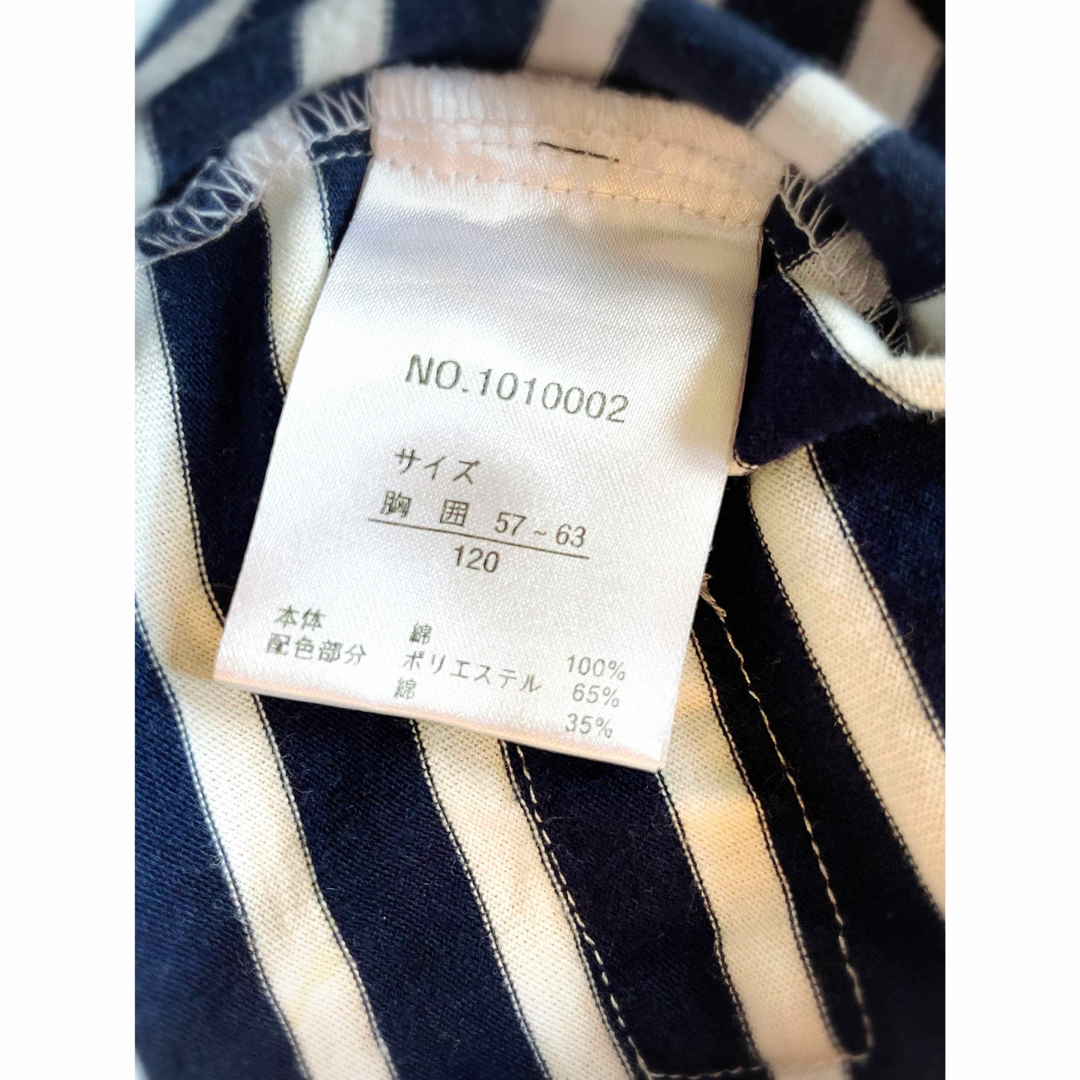 NO.1010002
サイズ
胸 囲 57~63
120
本体 綿 100%
配色部分 ポリエステル 65%
綿 35%